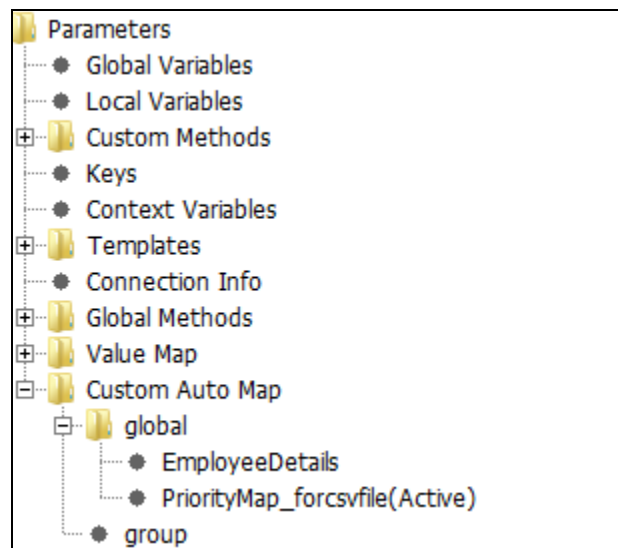 Parameters
Global Variables
Local Variables
Custom Methods
Keys
Context Variables
Templates
Connection Info
Global Methods
Value Map
Custom Auto Map
global
EmployeeDetails
PriorityMap_forcsvfile(Active)
group